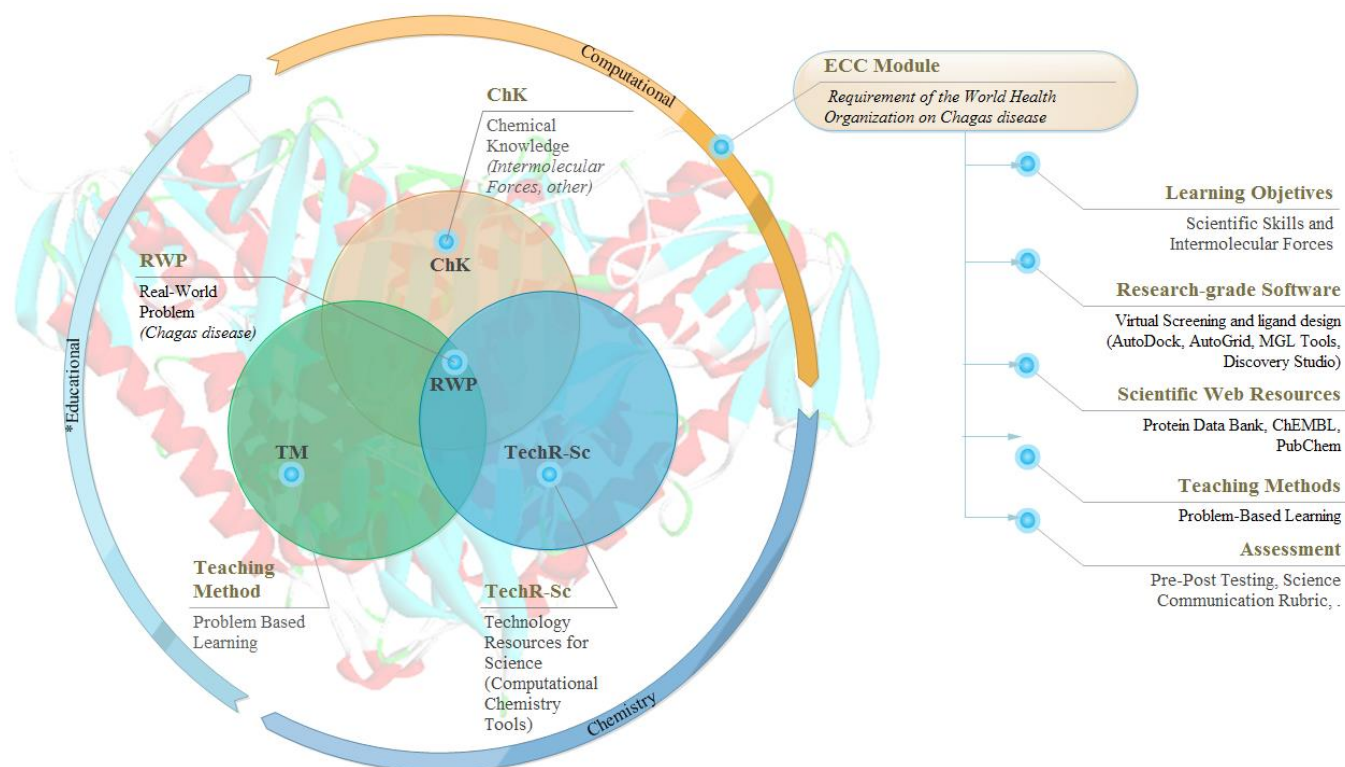 Computational
*Educational
Chemistry
ChK
Chemical
Knowledge
(Intermolecular
Forces, other)
RWP
Real-World
Problem
(Chagas disease)
ChK
RWP
TM
TechR-Sc
Teaching
Method
Problem Based
Learning
TechR-Sc
Technology
Resources for
Science
(Computational
Chemistry
Tools)
ECC Module
Requirement of the World Health
Organization on Chagas disease
Learning Objetives
Scientific Skills and
Intermolecular Forces
Research-grade Software
Virtual Screening and ligand design
(AutoDock, AutoGrid, MGL Tools,
Discovery Studio)
Scientific Web Resources
Protein Data Bank, ChEMBL,
PubChem
Teaching Methods
Problem-Based Learning
Assessment
Pre-Post Testing, Science
Communication Rubric, .